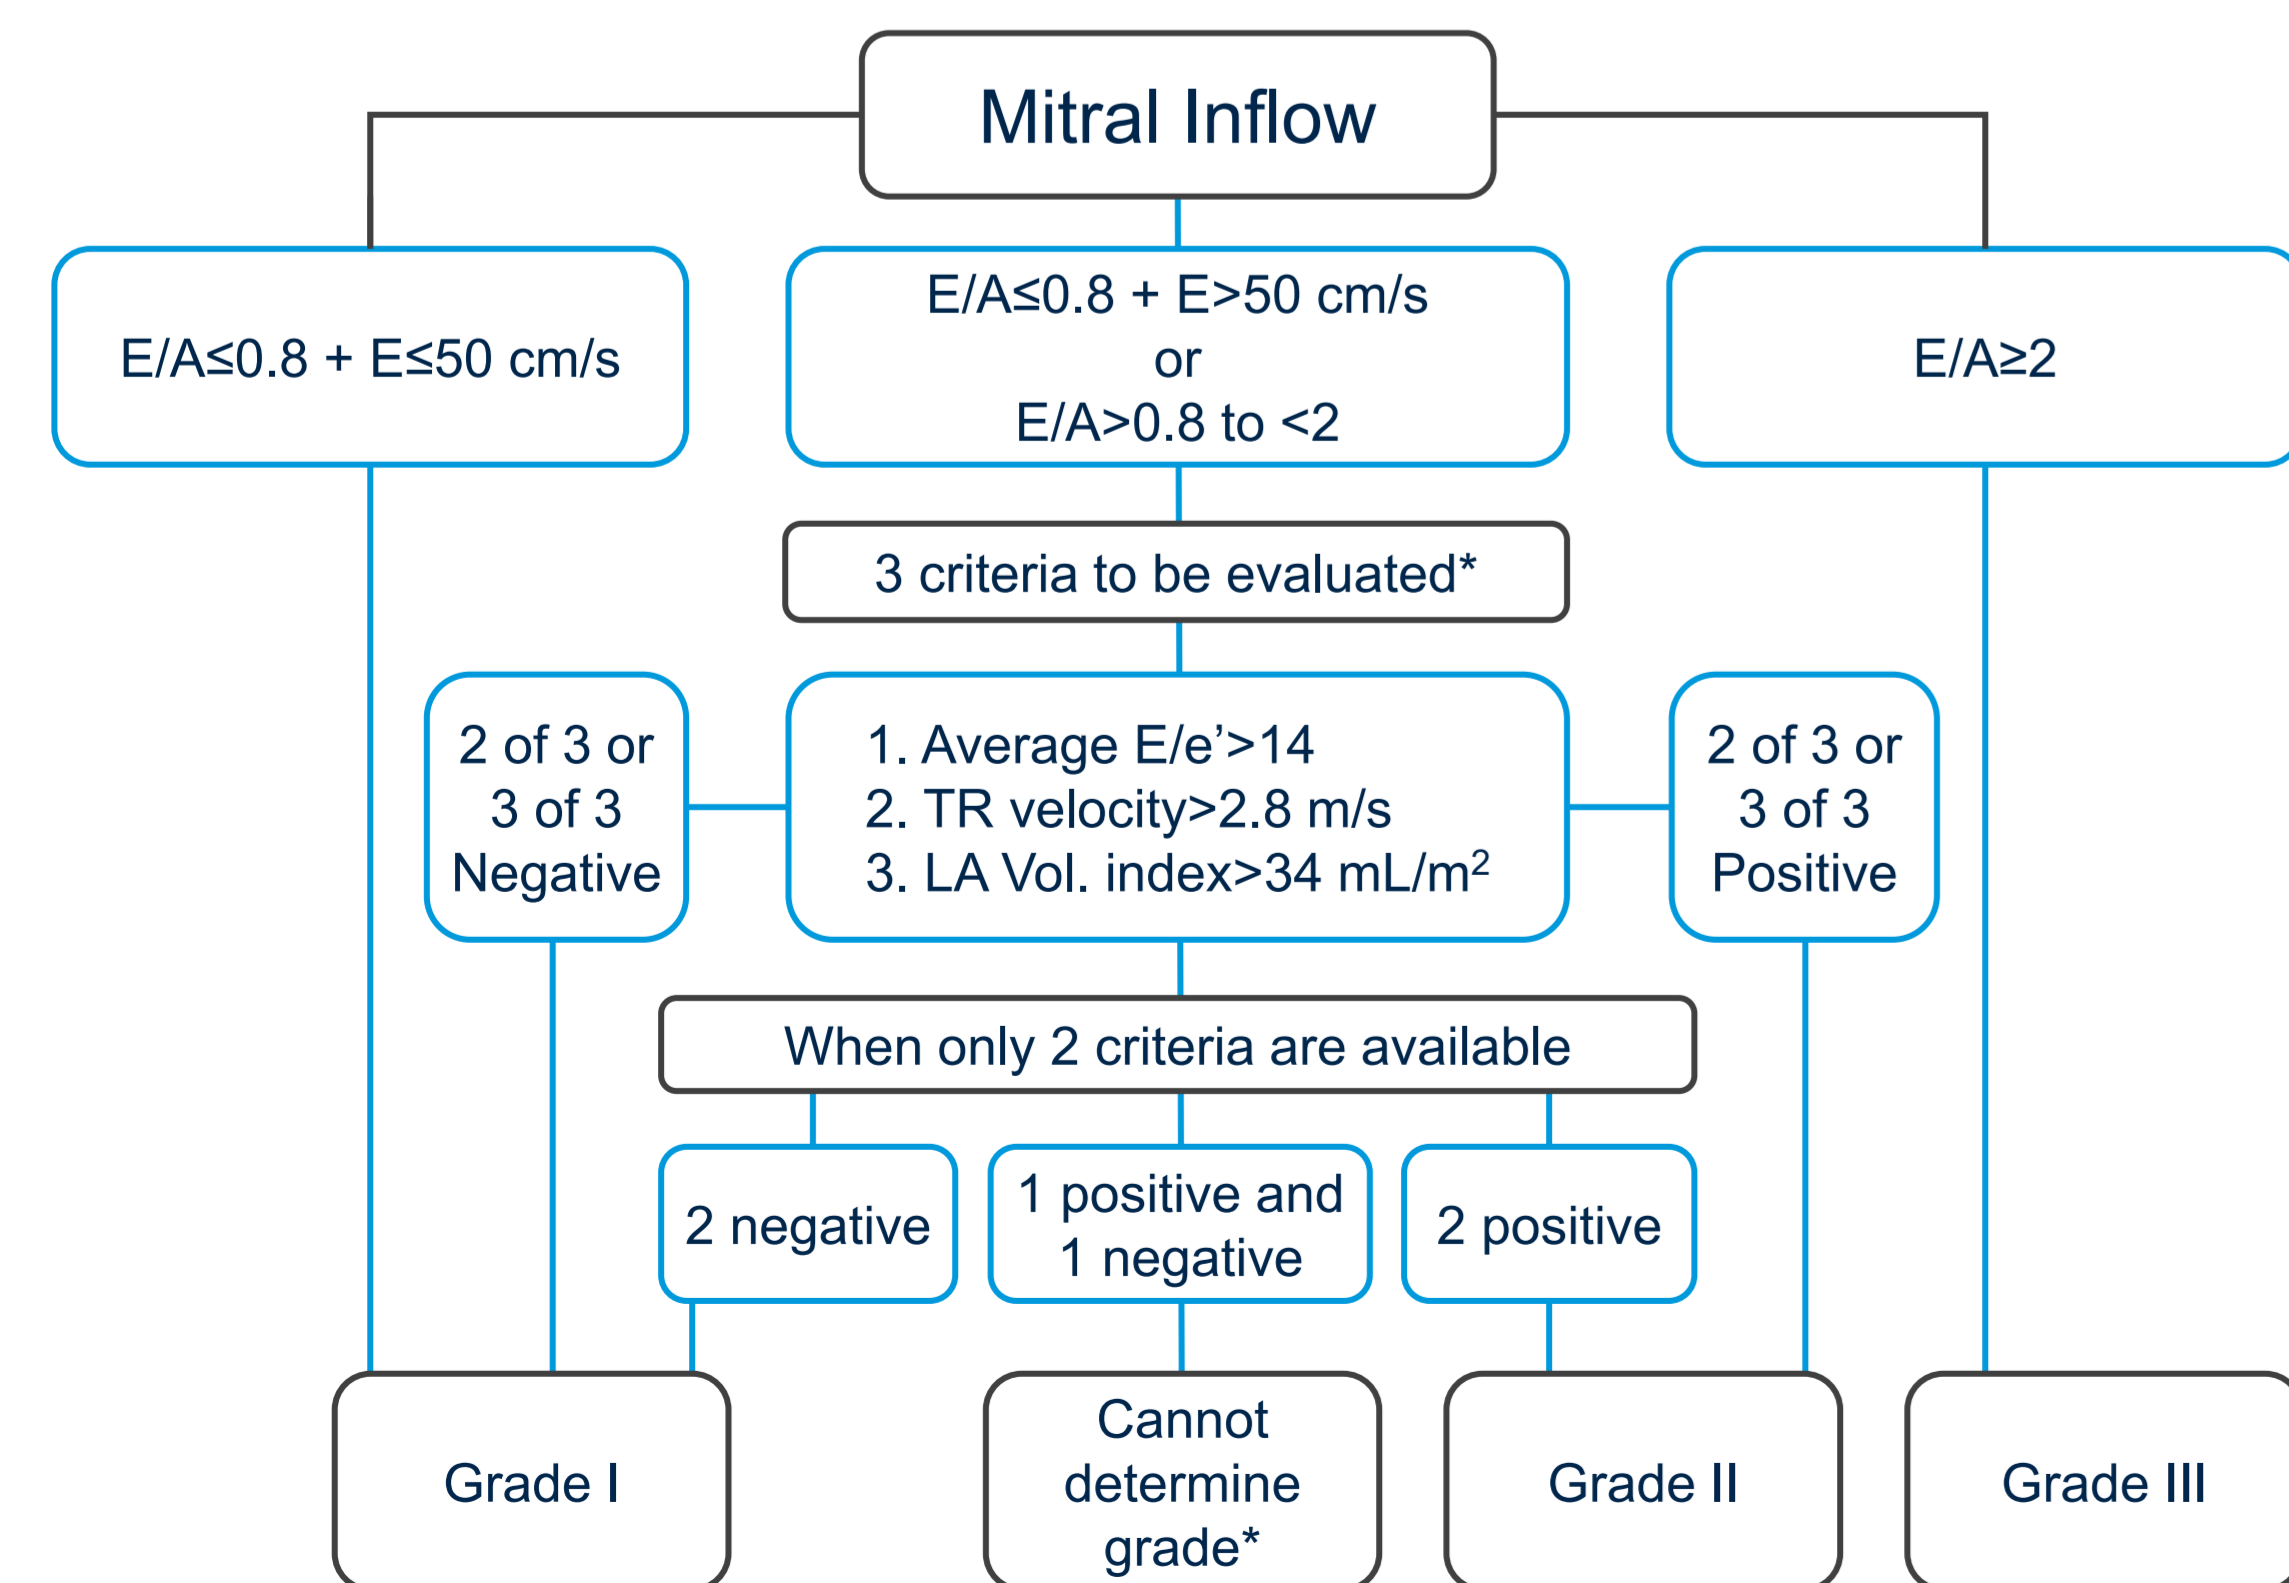 Mitral Inflow
E/A≤0.8 + E≤50 cm/s
E/A≤0.8 + E>50 cm/s
or
E/A>0.8 to <2
E/A≥2
3 criteria to be evaluated*
2 of 3 or
3 of 3
Negative
1. Average E/e’>14
2. TR velocity>2.8 m/s
3. LA Vol. index>34 mL/m²
2 of 3 or
3 of 3
Positive
When only 2 criteria are available
2 negative
1 positive and
1 negative
2 positive
Grade I
Cannot
determine
grade*
Grade II
Grade III